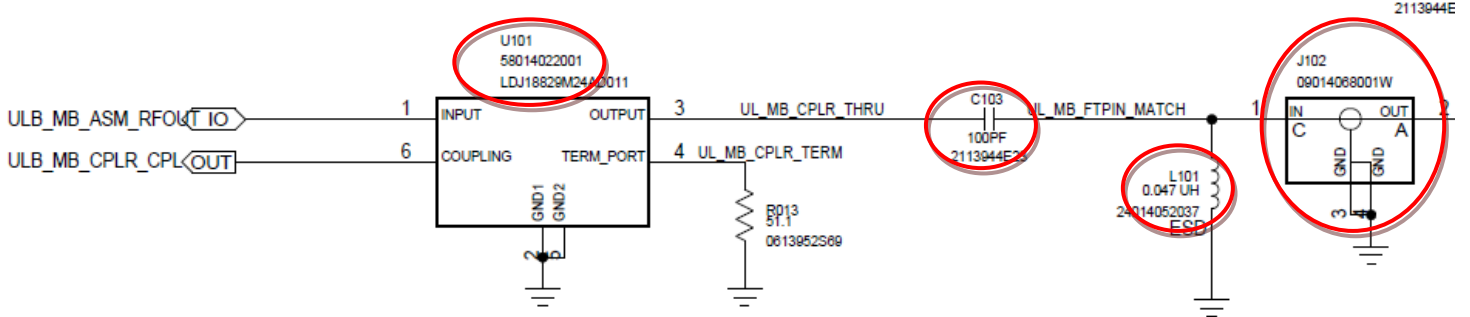 2113944E
U101
58014022001
LDJ18829M24A0011
J102
09014068001W
ULB_MB_ASM_RFOUT IO
1
INPUT
OUTPUT
3
UL_MB_CPLR_THRU
C103
100PF
2113944E23
UL_MB_FTPIN_MATCH
1
IN
C
OUT
A
2
ULB_MB_CPLR_CPL OUT
6
COUPLING
TERM_PORT
4
UL_MB_CPLR_TERM
GND1
GND2
2
5
R013
51.1
0613952S69
L101
0.047 UH
24014052037
ESD
GND
GND
3
4